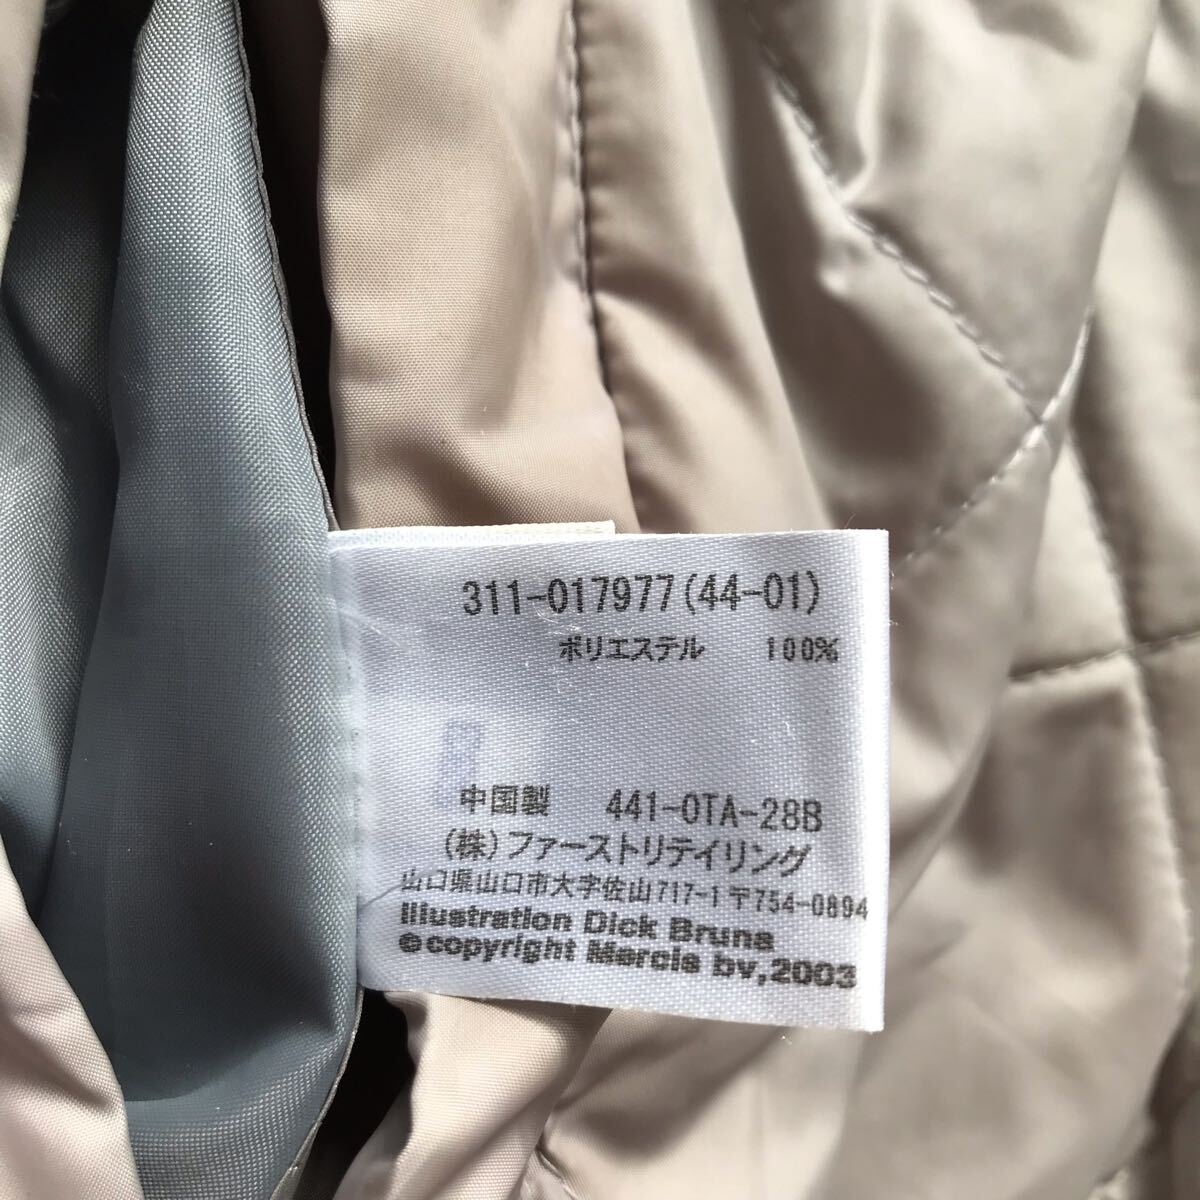 311-017977(44-01)
ポリエステル 100%
中国製 441-OTA-28B
(株)ファーストリテイリング
山口県山口市大字佐山717-1〒754-0894
Illustration Dick Bruna
©copyright Mercis bv,2003